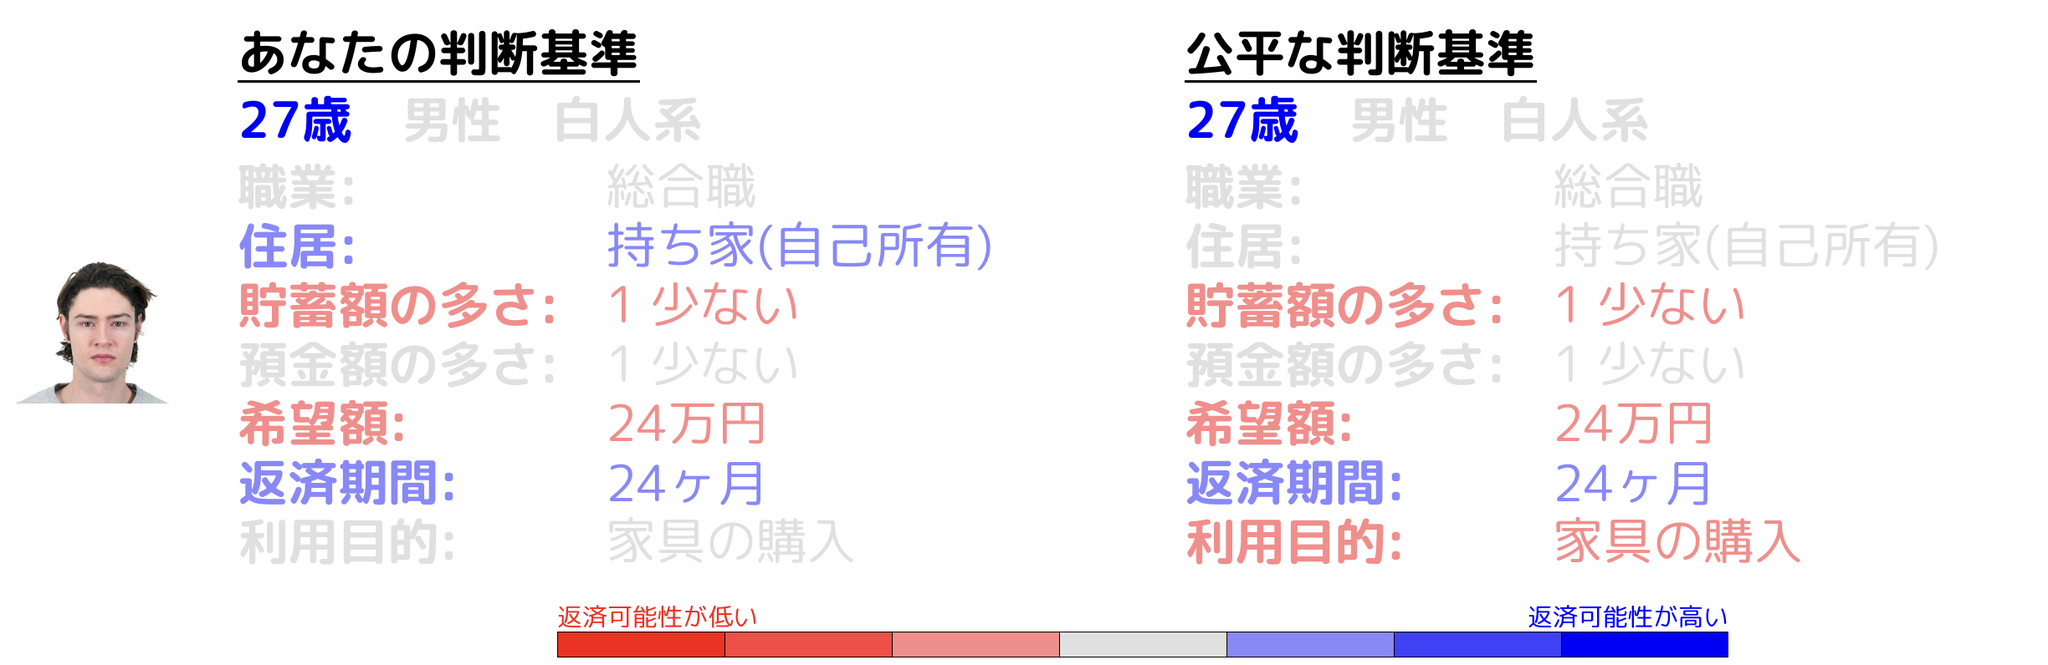 あなたの判断基準
27歳 男性 白人系
職業: 総合職
住居: 持ち家(自己所有)
貯蓄額の多さ: 1 少ない
預金額の多さ: 1 少ない
希望額: 24万円
返済期間: 24ヶ月
利用目的: 家具の購入
公平な判断基準
27歳 男性 白人系
職業: 総合職
住居: 持ち家(自己所有)
貯蓄額の多さ: 1 少ない
預金額の多さ: 1 少ない
希望額: 24万円
返済期間: 24ヶ月
利用目的: 家具の購入
返済可能性が低い
返済可能性が高い